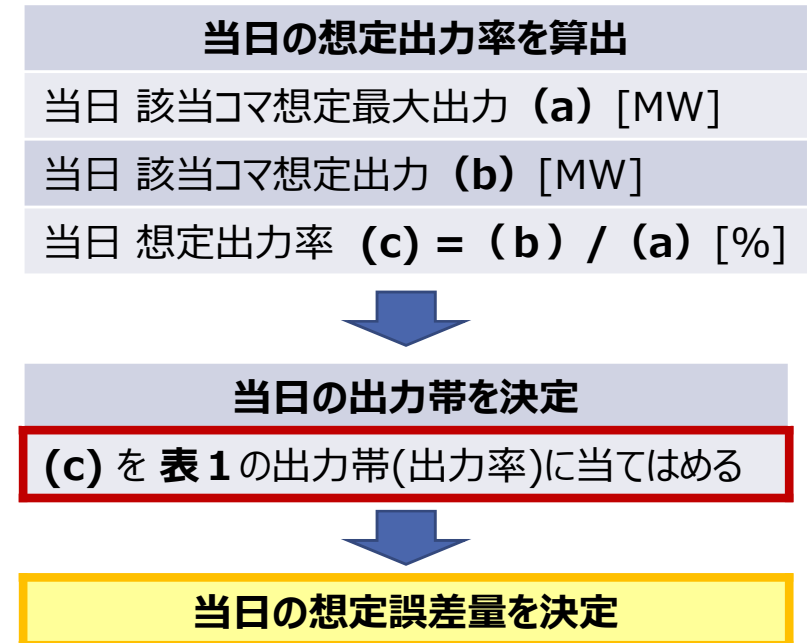 当日の想定出力率を算出
当日 該当コマ想定最大出力（a）[MW]
当日 該当コマ想定出力（b）[MW]
当日 想定出力率 (c) =（b）/（a）[%]
当日の出力帯を決定
(c) を 表１の出力帯(出力率)に当てはめる
当日の想定誤差量を決定